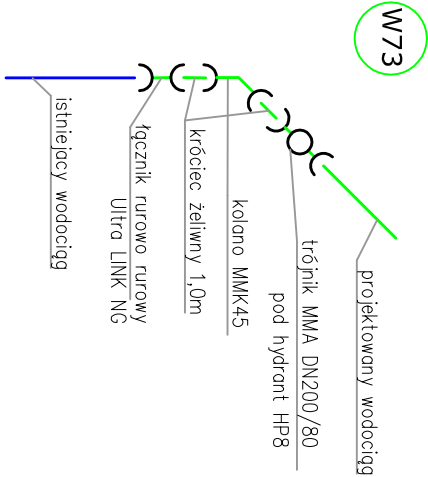 W73
projektowany wodociąg
trójnik MMA DN200/80
pod hydrant HP8
kolano MMK45
króciec żeliwny 1,0m
łącznik rurowo rurowy
Ultra LINK NG
istniejacy wodociąg